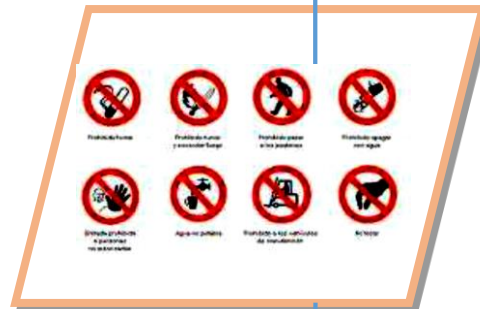 Prohibido fumar
Prohibido fumar
y encender fuego
Prohibido pasar
a los peatones
Prohibido apagar
con agua
Entrada prohibida
a personas
no autorizadas
Agua no potable
Prohibido a los vehículos
de manutención
No tocar